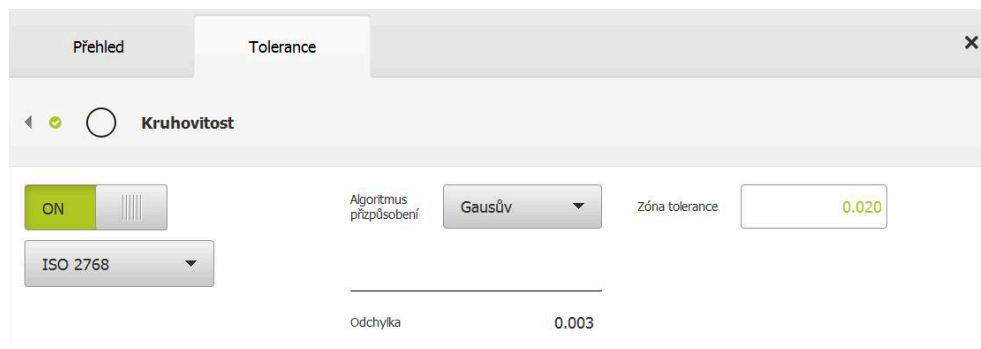 Přehled
Tolerance
Kruhovitost
ON
Algoritmus
přizpůsobení
Gausův
Zóna tolerance
0.020
ISO 2768
Odchylka
0.003